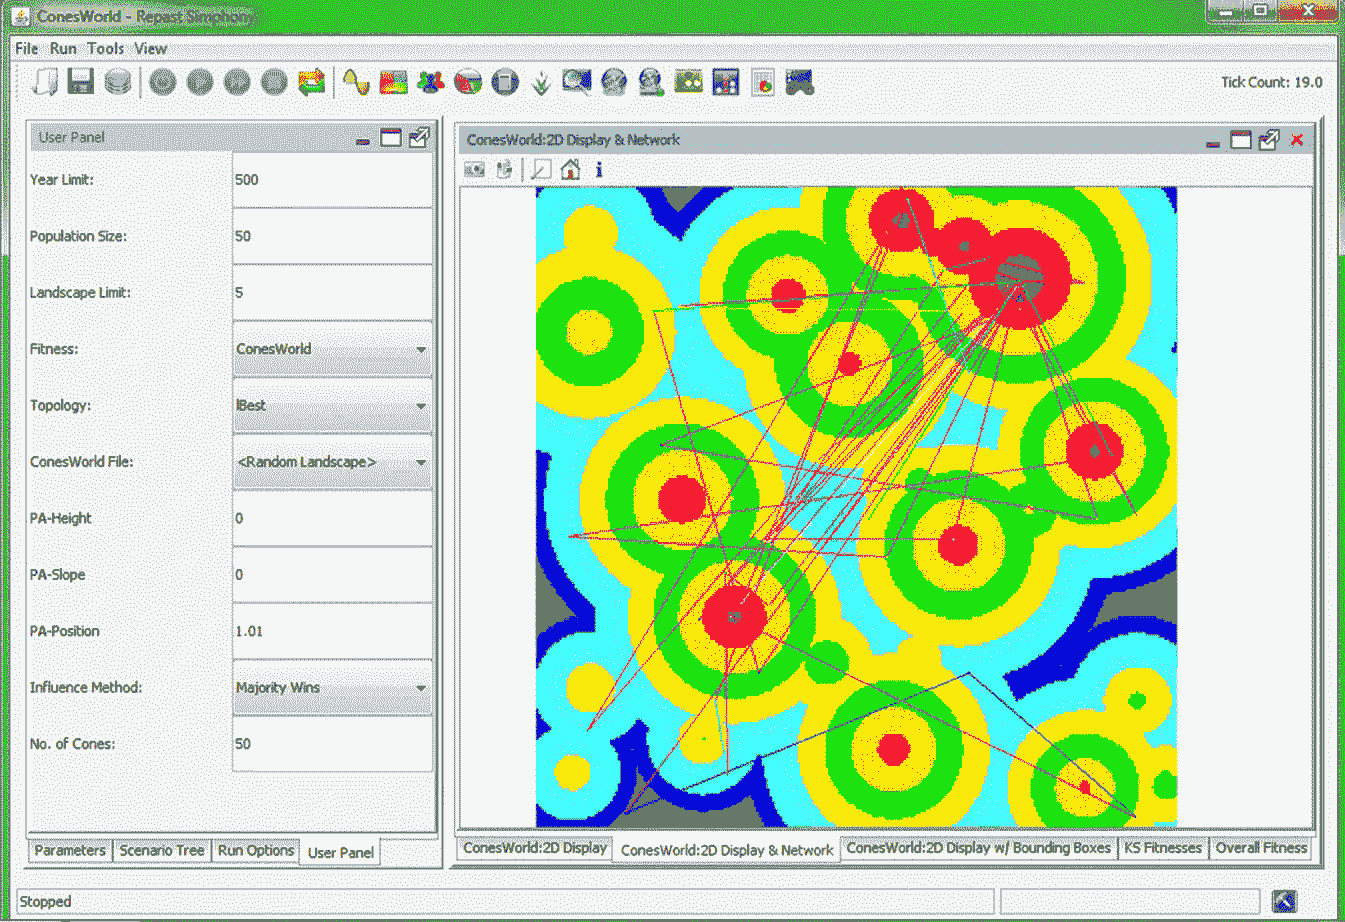 ConesWorld - Repast Simphony
File Run Tools View
Tick Count: 19.0
User Panel
Year Limit: 500
Population Size: 50
Landscape Limit: 5
Fitness: ConesWorld
Topology: lBest
ConesWorld File: <Random Landscape>
PA-Height 0
PA-Slope 0
PA-Position 1.01
Influence Method: Majority Wins
No. of Cones: 50
Parameters Scenario Tree Run Options User Panel
ConesWorld:2D Display & Network
ConesWorld:2D Display ConesWorld:2D Display & Network ConesWorld:2D Display w/ Bounding Boxes KS Fitnesses Overall Fitness
Stopped